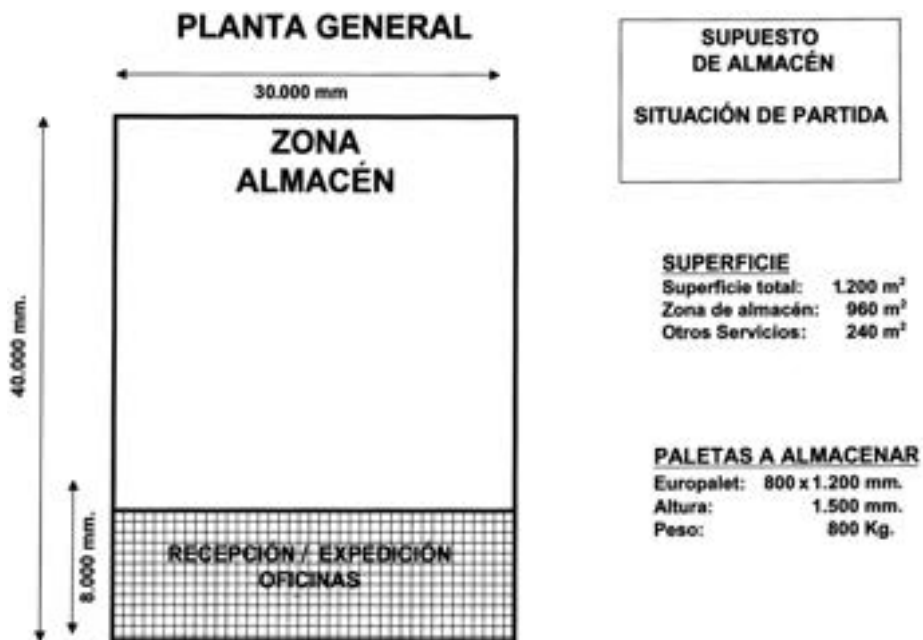 PLANTA GENERAL
30.000 mm
ZONA
ALMACÉN
40.000 mm.
8.000 mm.
RECEPCIÓN / EXPEDICIÓN
OFICINAS
SUPUESTO
DE ALMACÉN
SITUACIÓN DE PARTIDA
SUPERFICIE
Superficie total: 1.200 m²
Zona de almacén: 960 m²
Otros Servicios: 240 m²
PALETAS A ALMACENAR
Europalet: 800 x 1.200 mm.
Altura: 1.500 mm.
Peso: 800 Kg.